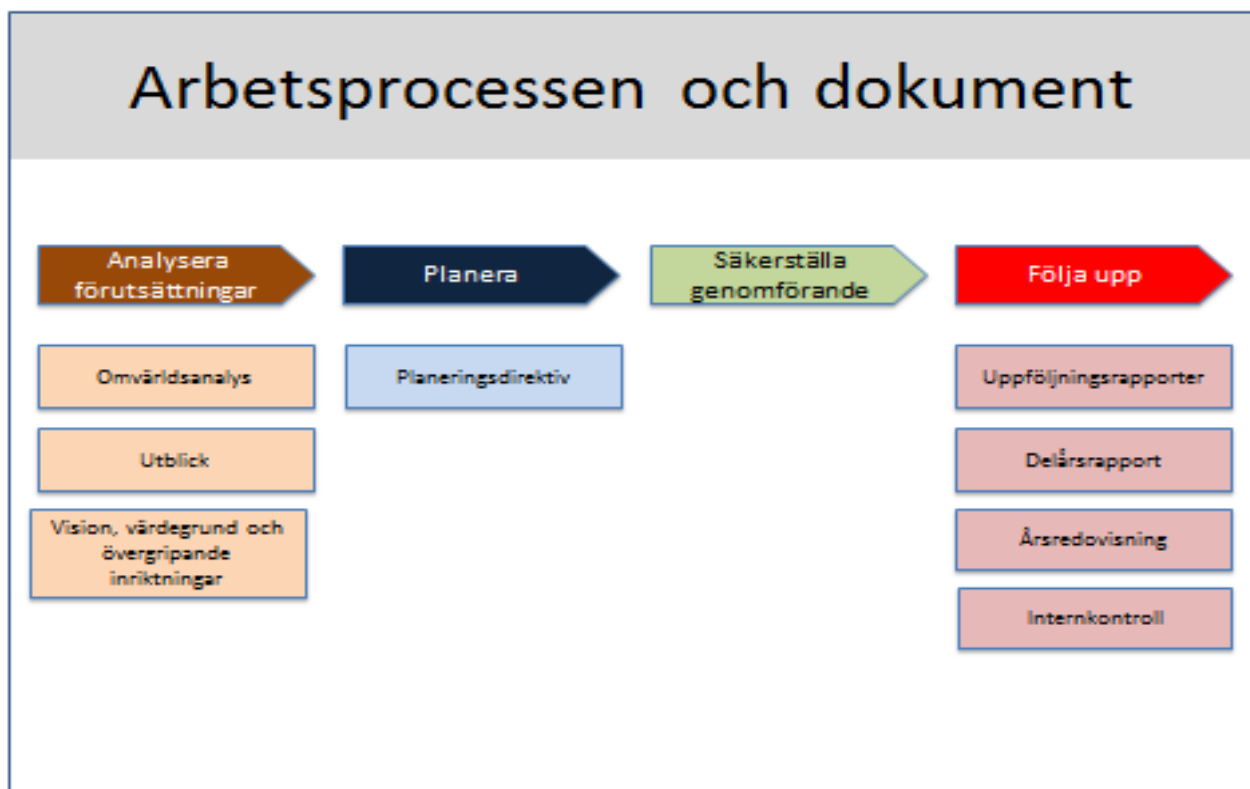 Arbetsprocessen och dokument
Analysera
förutsättningar
Planera
Säkerställa
genomförande
Följa upp
Omvärldsanalys
Utblick
Vision, värdegrund och
övergripande
inriktningar
Planeringsdirektiv
Uppföljningsrapporter
Delårsrapport
Årsredovisning
Internkontroll